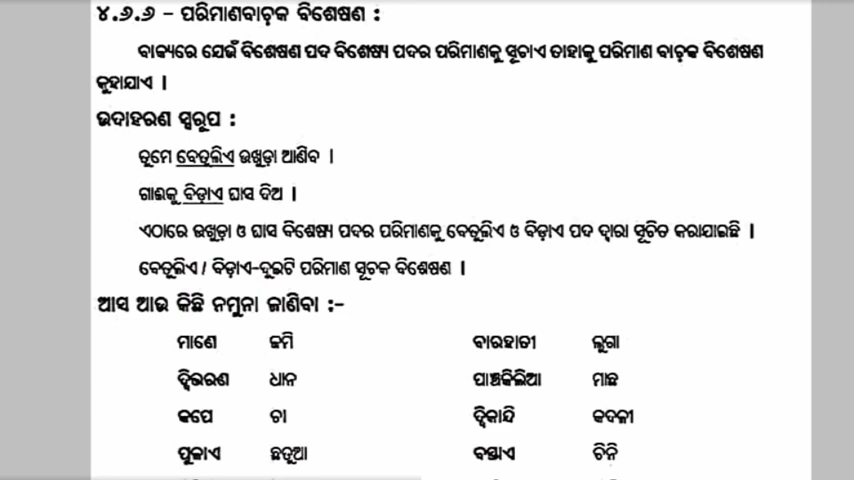 ୪.୬.୬ – ପରିମାଣବାଚକ ବିଶେଷଣ :
ବାକ୍ୟରେ ଯେଉଁ ବିଶେଷଣ ପଦ ବିଶେଷ୍ୟ ପଦର ପରିମାଣକୁ ସୂଚାଏ ତାହାକୁ ପରିମାଣ ବାଚକ ବିଶେଷଣ
କୁହାଯାଏ ।
ଉଦାହରଣ ସ୍ୱରୂପ :
ତୁମେ ବେତୁଲିଏ ଉଖୁଡ଼ା ଆଣିବ ।
ଗାଈକୁ ବିଡ଼ାଏ ଘାସ ଦିଅ ।
ଏଠାରେ ଉଖୁଡ଼ା ଓ ଘାସ ବିଶେଷ୍ୟ ପଦର ପରିମାଣକୁ ବେତୁଲିଏ ଓ ବିଡ଼ାଏ ପଦ ଦ୍ୱାରା ସୂଚିତ କରାଯାଇଛି ।
ବେତୁଲିଏ / ବିଡ଼ାଏ-ଦୁଇଟି ପରିମାଣ ସୂଚକ ବିଶେଷଣ ।
ଆସ ଆଉ କିଛି ନମୁନା ଜାଣିବା :-
ମାଣେ ଜମି ବାରହାତୀ ଲୁଗା
ଦ୍ୱିଭରଣ ଧାନ ପାଞ୍ଚକିଲିଆ ମାଛ
କପେ ଚା ଦ୍ୱିକାନ୍ଦି କଦଳୀ
ପୁଜାଏ ଛତୁଆ ବସ୍ତାଏ ଚିନି